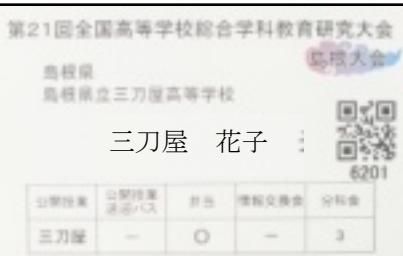 第21回全国高等学校総合学科教育研究大会
島根大会
島根県
島根県立三刀屋高等学校
三刀屋 花子
6201
公開授業 公開授業送迎バス 弁当 情報交換会 分科会
三刀屋 － ○ － 3